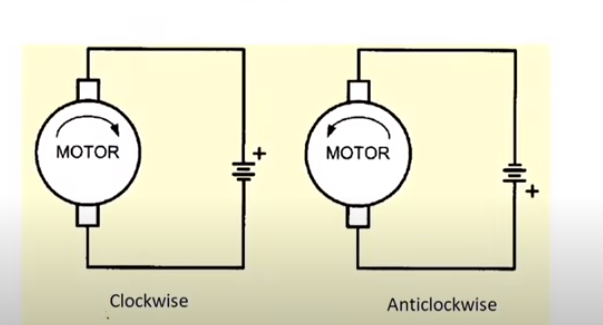 +
+
MOTOR
MOTOR
Clockwise
Anticlockwise